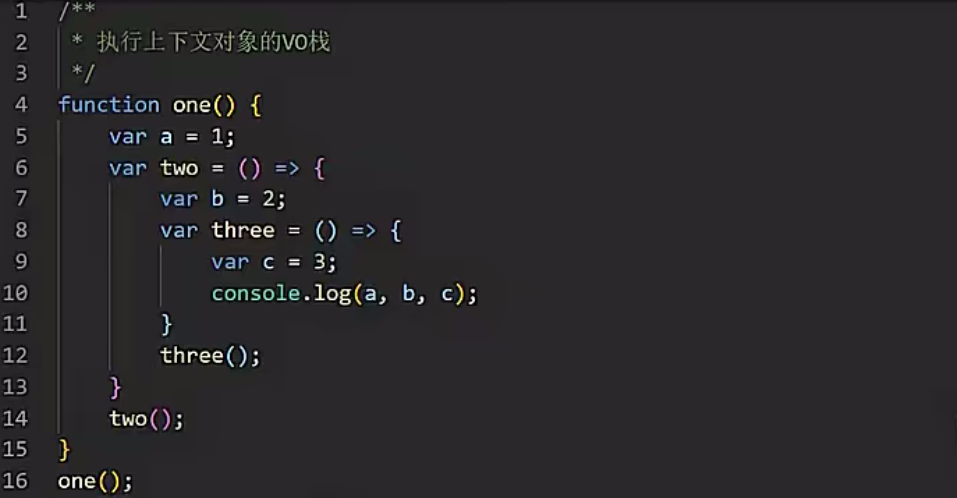 1 /**
2 * 执行上下文对象的VO栈
3 */
4 function one() {
5 var a = 1;
6 var two = () => {
7 var b = 2;
8 var three = () => {
9 var c = 3;
10 console.log(a, b, c);
11 }
12 three();
13 }
14 two();
15 }
16 one();